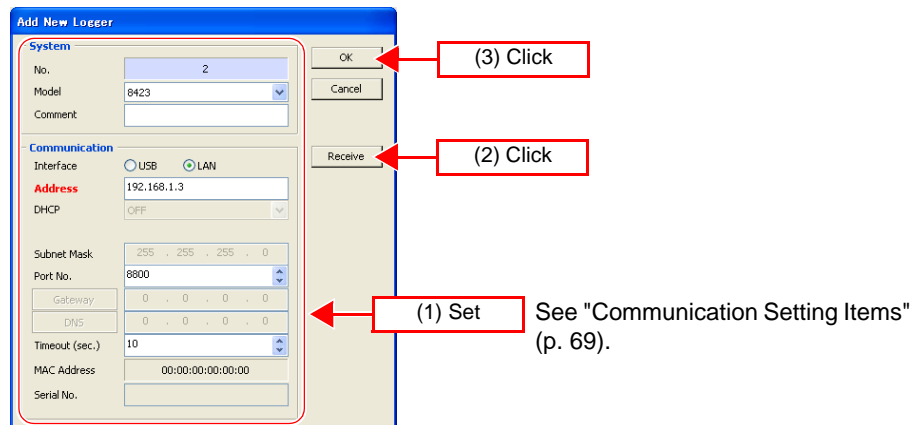 Add New Logger
System
No. 2
Model 8423
Comment
OK
(3) Click
Cancel
Communication
Interface USB LAN
Receive
(2) Click
Address 192.168.1.3
DHCP OFF
Subnet Mask 255 . 255 . 255 . 0
Port No. 8800
Gateway 0 . 0 . 0 . 0
DNS 0 . 0 . 0 . 0
Timeout (sec.) 10
MAC Address 00:00:00:00:00:00
Serial No.
(1) Set
See "Communication Setting Items"
(p. 69).